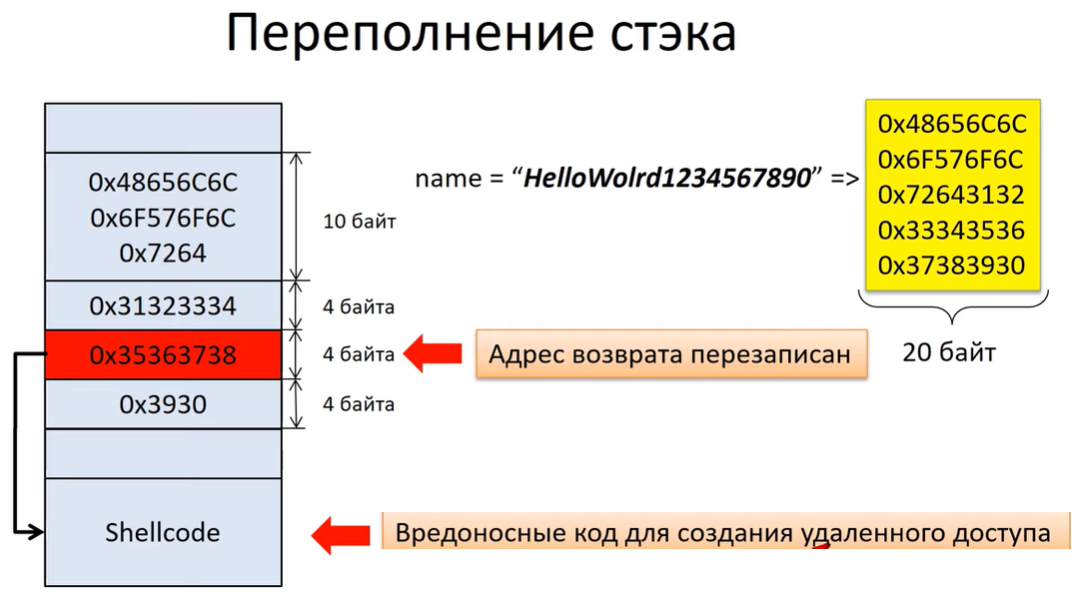 Переполнение стэка
0x48656C6C
0x6F576F6C
0x7264
10 байт
name = “HelloWolrd1234567890” =>
0x48656C6C
0x6F576F6C
0x72643132
0x33343536
0x37383930
20 байт
0x31323334
4 байта
0x35363738
4 байта
Адрес возврата перезаписан
0x3930
4 байта
Shellcode
Вредоносные код для создания удаленного доступа